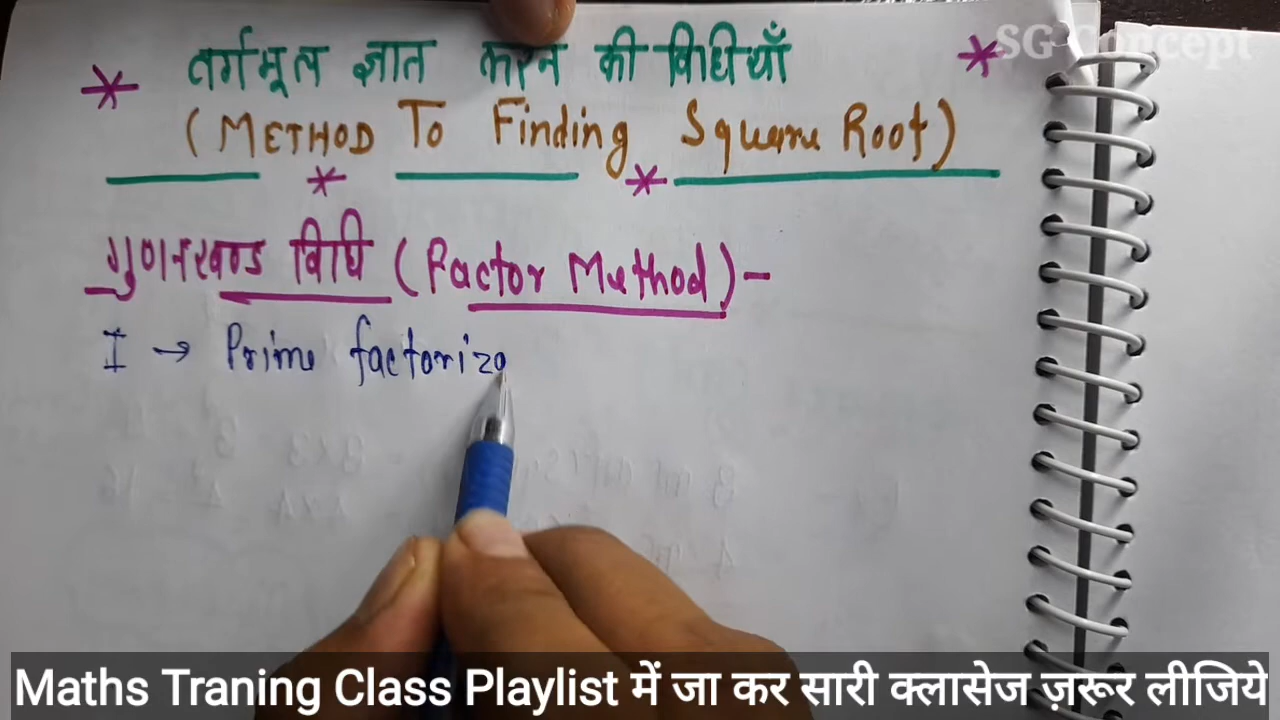 SG Concept
वर्गमूल ज्ञात करने की विधियाँ
(METHOD To Finding Square Root)
गुणनखण्ड विधि (Factor Method) -
I → Prime factoriza
Maths Traning Class Playlist में जा कर सारी क्लासेज ज़रूर लीजिये